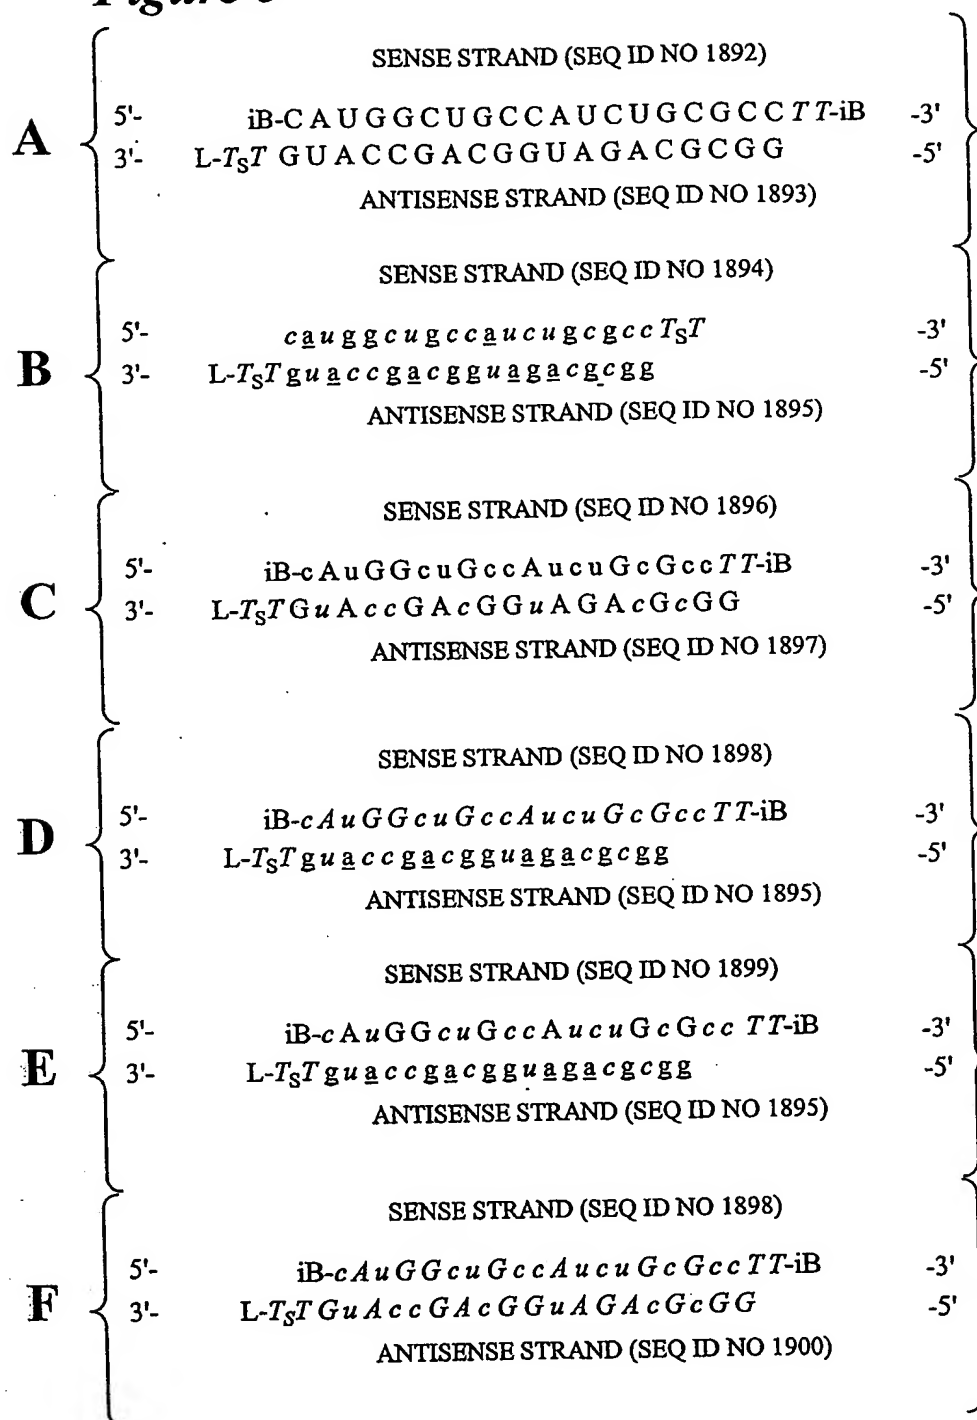 SENSE STRAND (SEQ ID NO 1892)
A
5'- iB-C A U G G C U G C C A U C U G C G C C T T-iB -3'
3'- L-TST G U A C C G A C G G U A G A C G C G G -5'
ANTISENSE STRAND (SEQ ID NO 1893)
SENSE STRAND (SEQ ID NO 1894)
B
5'- c a u g g c u g c c a u c u g c g c c TST -3'
3'- L-TST g u a c c g a c g g u a g a c g c g g -5'
ANTISENSE STRAND (SEQ ID NO 1895)
SENSE STRAND (SEQ ID NO 1896)
C
5'- iB-c A u G G c u G c c A u c u G c G c c T T-iB -3'
3'- L-TST G u A c c G A c G G u A G A c G c G G -5'
ANTISENSE STRAND (SEQ ID NO 1897)
SENSE STRAND (SEQ ID NO 1898)
D
5'- iB-c A u G G c u G c c A u c u G c G c c T T-iB -3'
3'- L-TST g u a c c g a c g g u a g a c g c g g -5'
ANTISENSE STRAND (SEQ ID NO 1895)
SENSE STRAND (SEQ ID NO 1899)
E
5'- iB-c A u G G c u G c c A u c u G c G c c T T-iB -3'
3'- L-TST g u a c c g a c g g u a g a c g c g g -5'
ANTISENSE STRAND (SEQ ID NO 1895)
SENSE STRAND (SEQ ID NO 1898)
F
5'- iB-c A u G G c u G c c A u c u G c G c c T T-iB -3'
3'- L-TST G u A c c G A c G G u A G A c G c G G -5'
ANTISENSE STRAND (SEQ ID NO 1900)